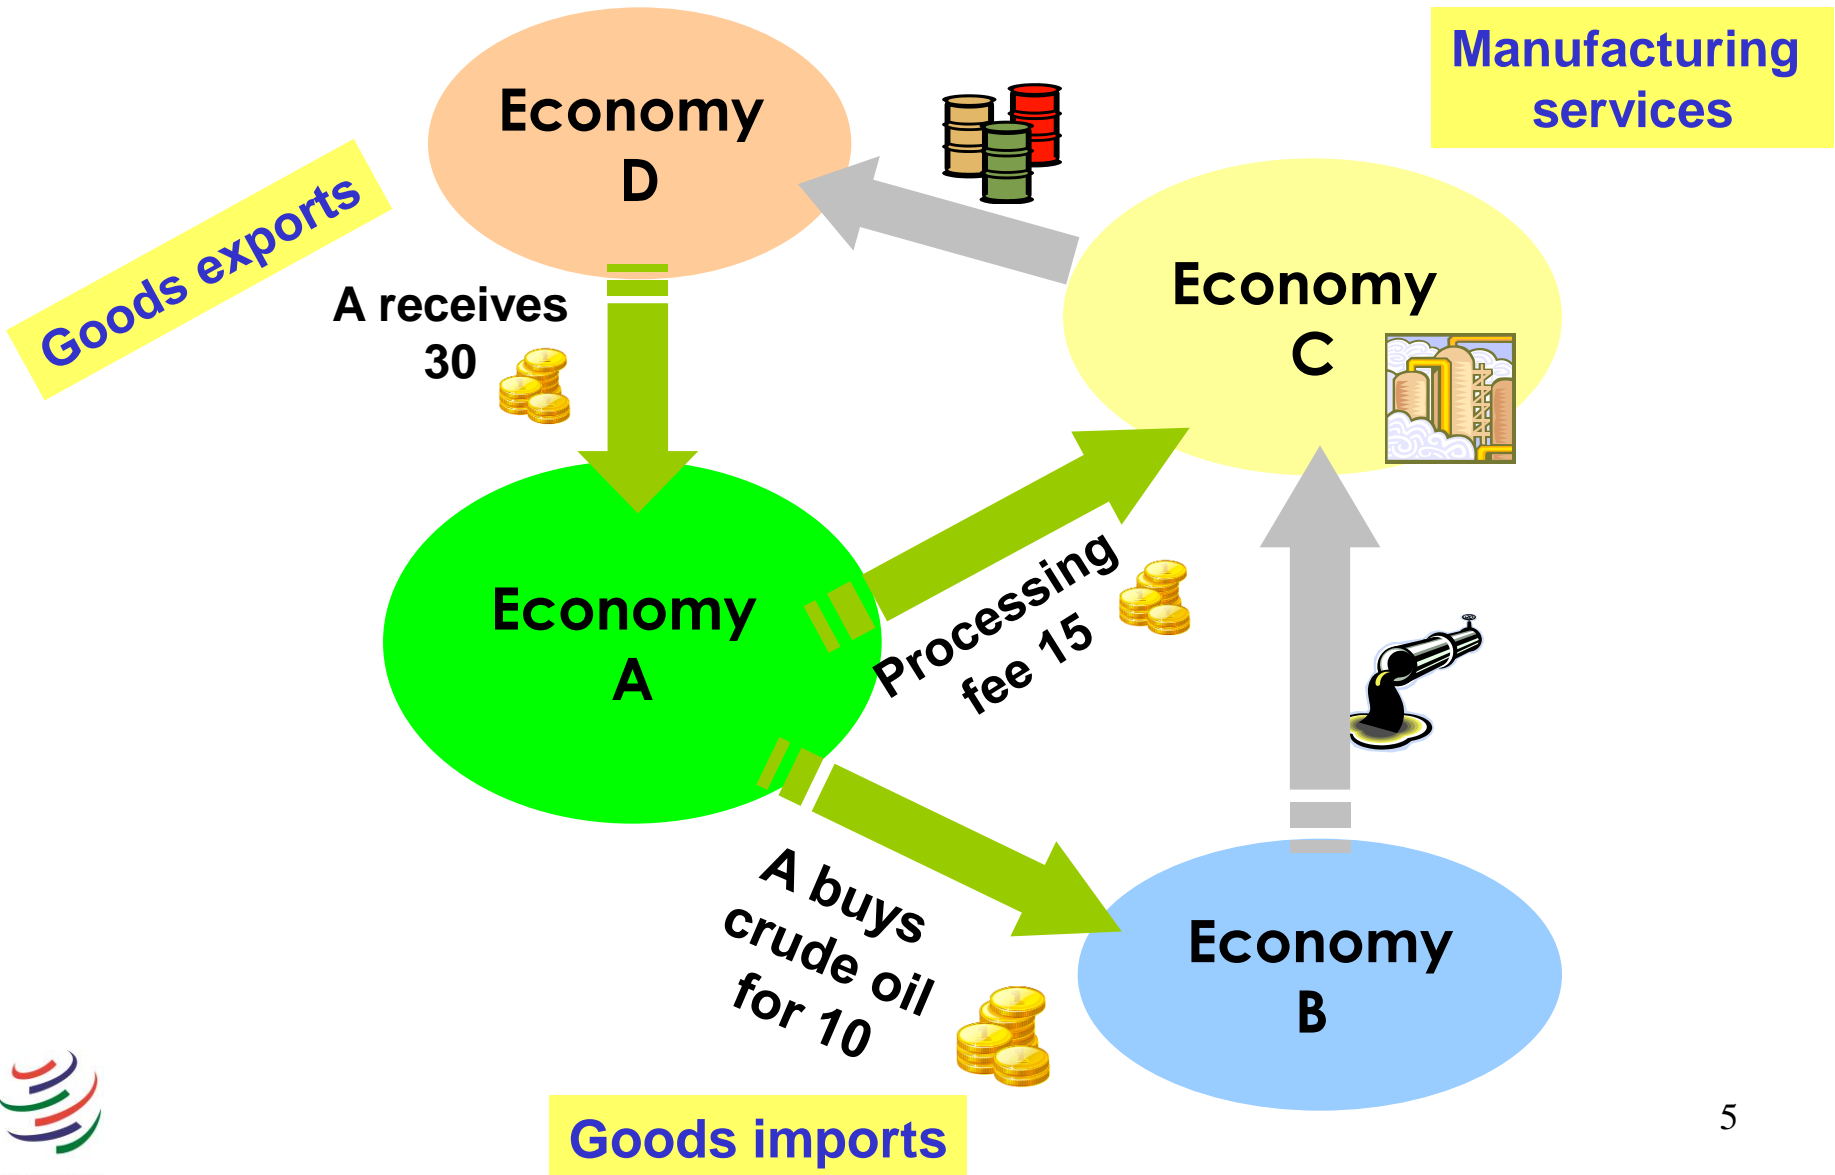 Manufacturing
services
Economy
D
Goods exports
Economy
C
A receives
30
Economy
A
Processing
fee 15
A buys
crude oil
for 10
Economy
B
Goods imports
5